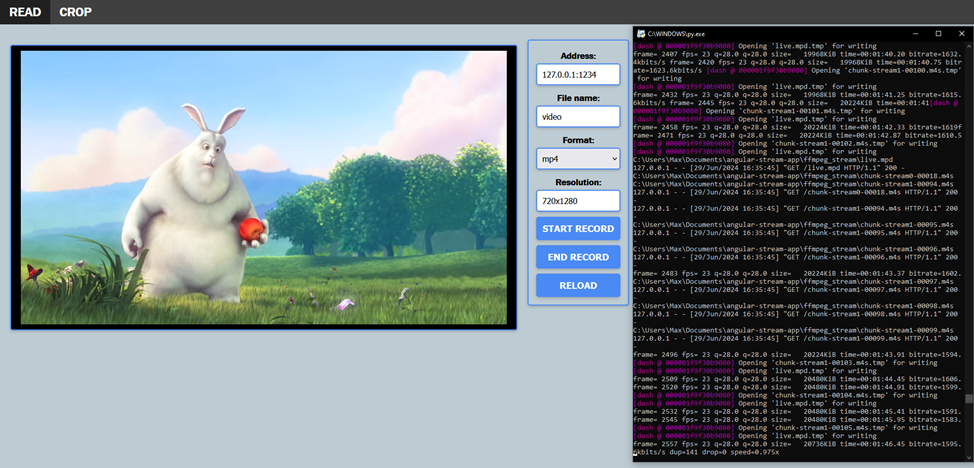 READ CROP
Address:
127.0.0.1:1234
File name:
video
Format:
mp4
Resolution:
720x1280
START RECORD
END RECORD
RELOAD
C:\WINDOWS\py.exe
[dash @ 000001f9f30b9080] Opening 'live.mpd.tmp' for writing
frame= 2407 fps= 23 q=28.0 q=28.0 size=   19968KiB time=00:01:40.20 bitrate=1632.
4kbits/s frame= 2420 fps= 23 q=28.0 q=28.0 size=   19968KiB time=00:01:40.75 bitr
ate=1623.6kbits/s [dash @ 000001f9f30b9080] Opening 'chunk-stream1-00100.m4s.tmp'
 for writing
[dash @ 000001f9f30b9080] Opening 'live.mpd.tmp' for writing
frame= 2432 fps= 23 q=28.0 q=28.0 size=   19968KiB time=00:01:41.25 bitrate=1615.
6kbits/s frame= 2445 fps= 23 q=28.0 q=28.0 size=   20224KiB time=00:01:41[dash @
000001f9f30b9080] Opening 'chunk-stream1-00101.m4s.tmp' for writing
[dash @ 000001f9f30b9080] Opening 'live.mpd.tmp' for writing
frame= 2458 fps= 23 q=28.0 q=28.0 size=   20224KiB time=00:01:42.33 bitrate=1619f
rame= 2471 fps= 23 q=28.0 q=28.0 size=   20224KiB time=00:01:42.87 bitrate=1610.5
[dash @ 000001f9f30b9080] Opening 'chunk-stream1-00102.m4s.tmp' for writing
[dash @ 000001f9f30b9080] Opening 'live.mpd.tmp' for writing
C:\Users\Max\Documents\angular-stream-app\ffmpeg_stream\live.mpd
127.0.0.1 - - [29/Jun/2024 16:35:45] "GET /live.mpd HTTP/1.1" 200 -
C:\Users\Max\Documents\angular-stream-app\ffmpeg_stream\chunk-stream0-00018.m4s
C:\Users\Max\Documents\angular-stream-app\ffmpeg_stream\chunk-stream1-00094.m4s
127.0.0.1 - - [29/Jun/2024 16:35:45] "GET /chunk-stream0-00018.m4s HTTP/1.1" 200
-
127.0.0.1 - - [29/Jun/2024 16:35:45] "GET /chunk-stream1-00094.m4s HTTP/1.1" 200
-
C:\Users\Max\Documents\angular-stream-app\ffmpeg_stream\chunk-stream1-00095.m4s
127.0.0.1 - - [29/Jun/2024 16:35:45] "GET /chunk-stream1-00095.m4s HTTP/1.1" 200
-
C:\Users\Max\Documents\angular-stream-app\ffmpeg_stream\chunk-stream1-00096.m4s
127.0.0.1 - - [29/Jun/2024 16:35:45] "GET /chunk-stream1-00096.m4s HTTP/1.1" 200
-
frame= 2483 fps= 23 q=28.0 q=28.0 size=   20224KiB time=00:01:43.37 bitrate=1602.
C:\Users\Max\Documents\angular-stream-app\ffmpeg_stream\chunk-stream1-00097.m4s
127.0.0.1 - - [29/Jun/2024 16:35:45] "GET /chunk-stream1-00097.m4s HTTP/1.1" 200
-
C:\Users\Max\Documents\angular-stream-app\ffmpeg_stream\chunk-stream1-00098.m4s
127.0.0.1 - - [29/Jun/2024 16:35:45] "GET /chunk-stream1-00098.m4s HTTP/1.1" 200
-
C:\Users\Max\Documents\angular-stream-app\ffmpeg_stream\chunk-stream1-00099.m4s
127.0.0.1 - - [29/Jun/2024 16:35:45] "GET /chunk-stream1-00099.m4s HTTP/1.1" 200
-
frame= 2496 fps= 23 q=28.0 q=28.0 size=   20224KiB time=00:01:43.91 bitrate=1594.
[dash @ 000001f9f30b9080] Opening 'chunk-stream1-00103.m4s.tmp' for writing
[dash @ 000001f9f30b9080] Opening 'live.mpd.tmp' for writing
frame= 2509 fps= 23 q=28.0 q=28.0 size=   20480KiB time=00:01:44.45 bitrate=1606.
frame= 2520 fps= 23 q=28.0 q=28.0 size=   20480KiB time=00:01:44.91 bitrate=1599.
[dash @ 000001f9f30b9080] Opening 'chunk-stream1-00104.m4s.tmp' for writing
[dash @ 000001f9f30b9080] Opening 'live.mpd.tmp' for writing
frame= 2532 fps= 23 q=28.0 q=28.0 size=   20480KiB time=00:01:45.41 bitrate=1591.
frame= 2545 fps= 23 q=28.0 q=28.0 size=   20480KiB time=00:01:45.95 bitrate=1583.
[dash @ 000001f9f30b9080] Opening 'chunk-stream1-00105.m4s.tmp' for writing
[dash @ 000001f9f30b9080] Opening 'live.mpd.tmp' for writing
frame= 2557 fps= 23 q=28.0 q=28.0 size=   20736KiB time=00:01:46.45 bitrate=1595.
6kbits/s dup=141 drop=0 speed=0.975x